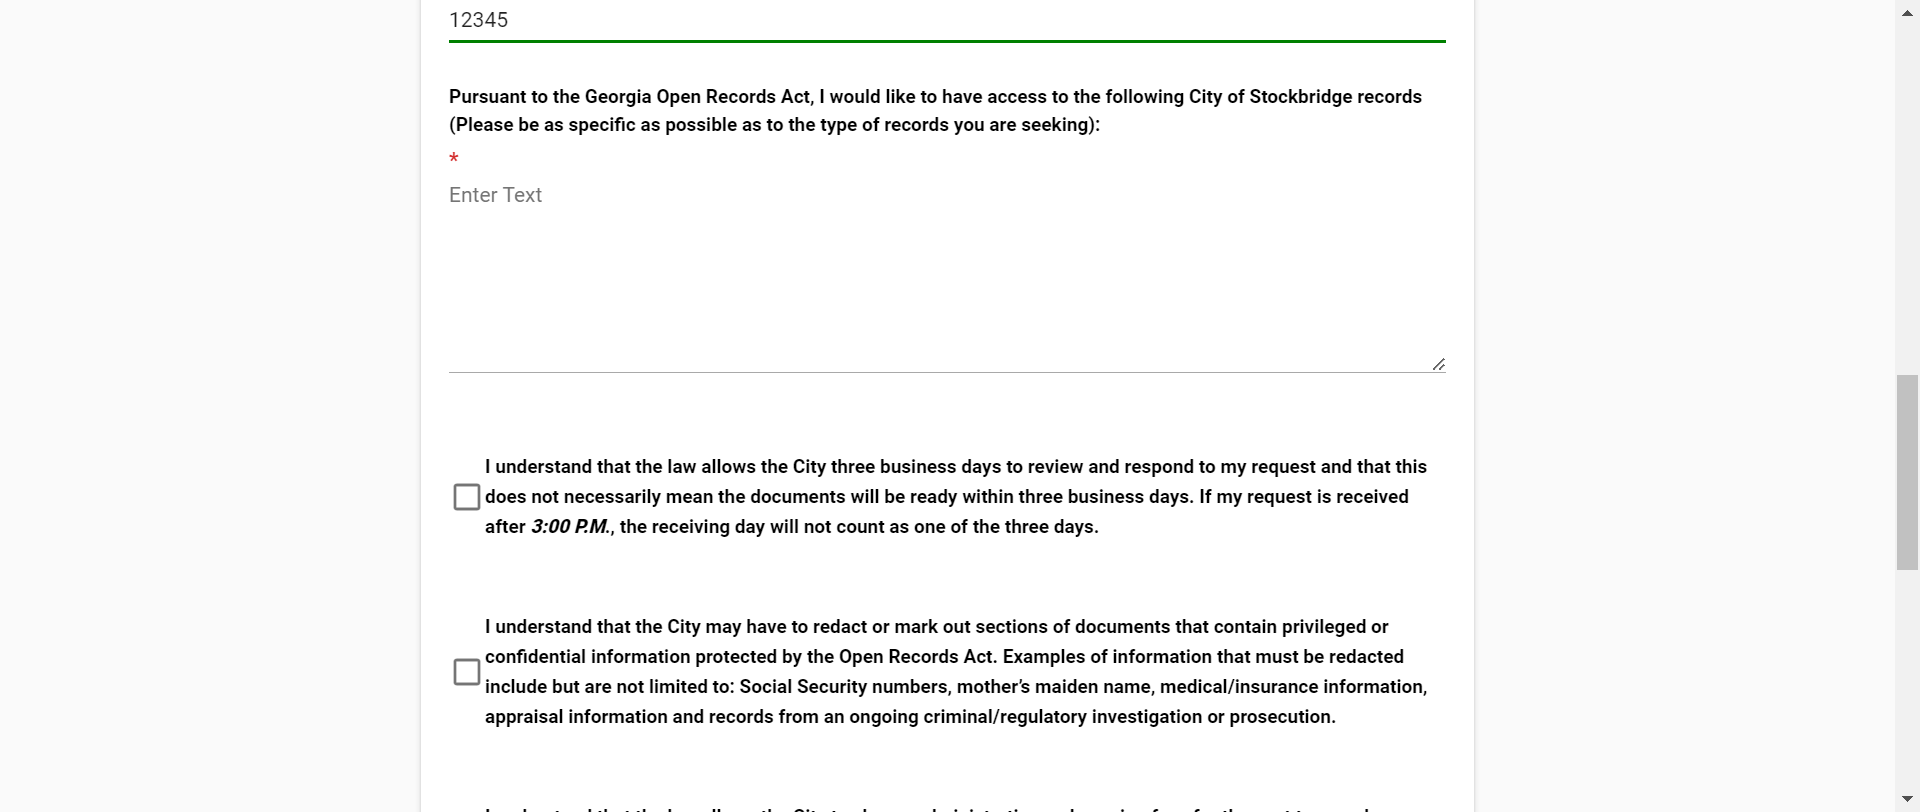 12345
Pursuant to the Georgia Open Records Act, I would like to have access to the following City of Stockbridge records
(Please be as specific as possible as to the type of records you are seeking):
*
Enter Text
I understand that the law allows the City three business days to review and respond to my request and that this
does not necessarily mean the documents will be ready within three business days. If my request is received
after 3:00 P.M., the receiving day will not count as one of the three days.
I understand that the City may have to redact or mark out sections of documents that contain privileged or
confidential information protected by the Open Records Act. Examples of information that must be redacted
include but are not limited to: Social Security numbers, mother’s maiden name, medical/insurance information,
appraisal information and records from an ongoing criminal/regulatory investigation or prosecution.